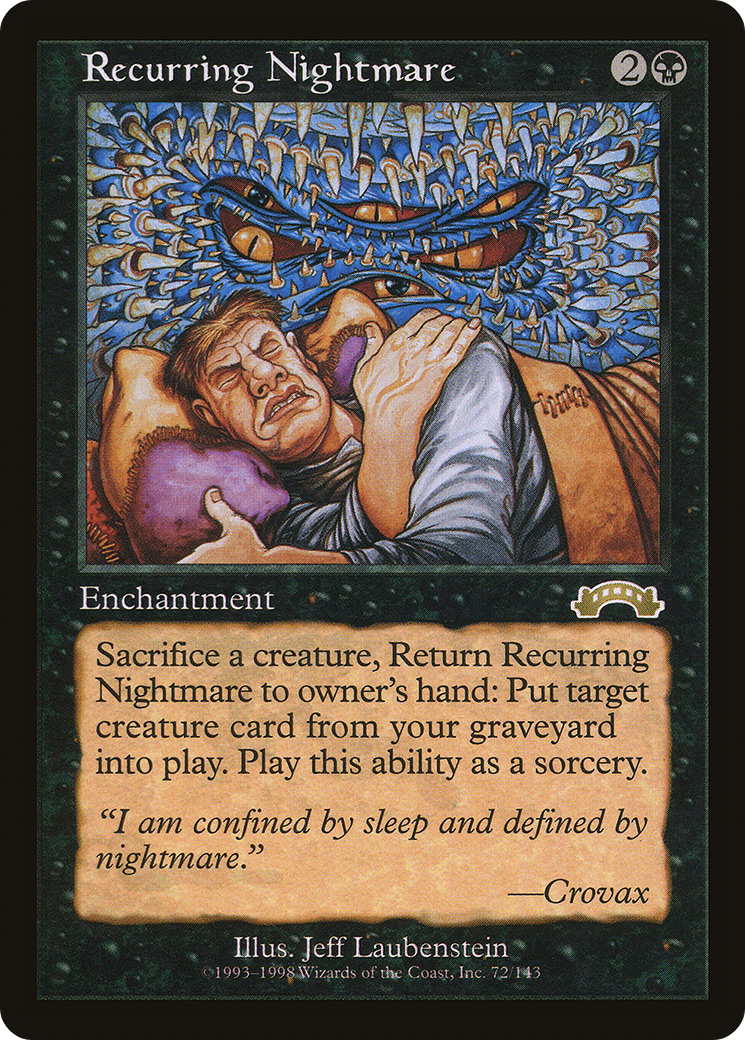 Recurring Nightmare 2
Enchantment
Sacrifice a creature, Return Recurring
Nightmare to owner's hand: Put target
creature card from your graveyard
into play. Play this ability as a sorcery.
“I am confined by sleep and defined by
nightmare.”
—Crovax
Illus. Jeff Laubenstein
©1993–1998 Wizards of the Coast, Inc. 72/143